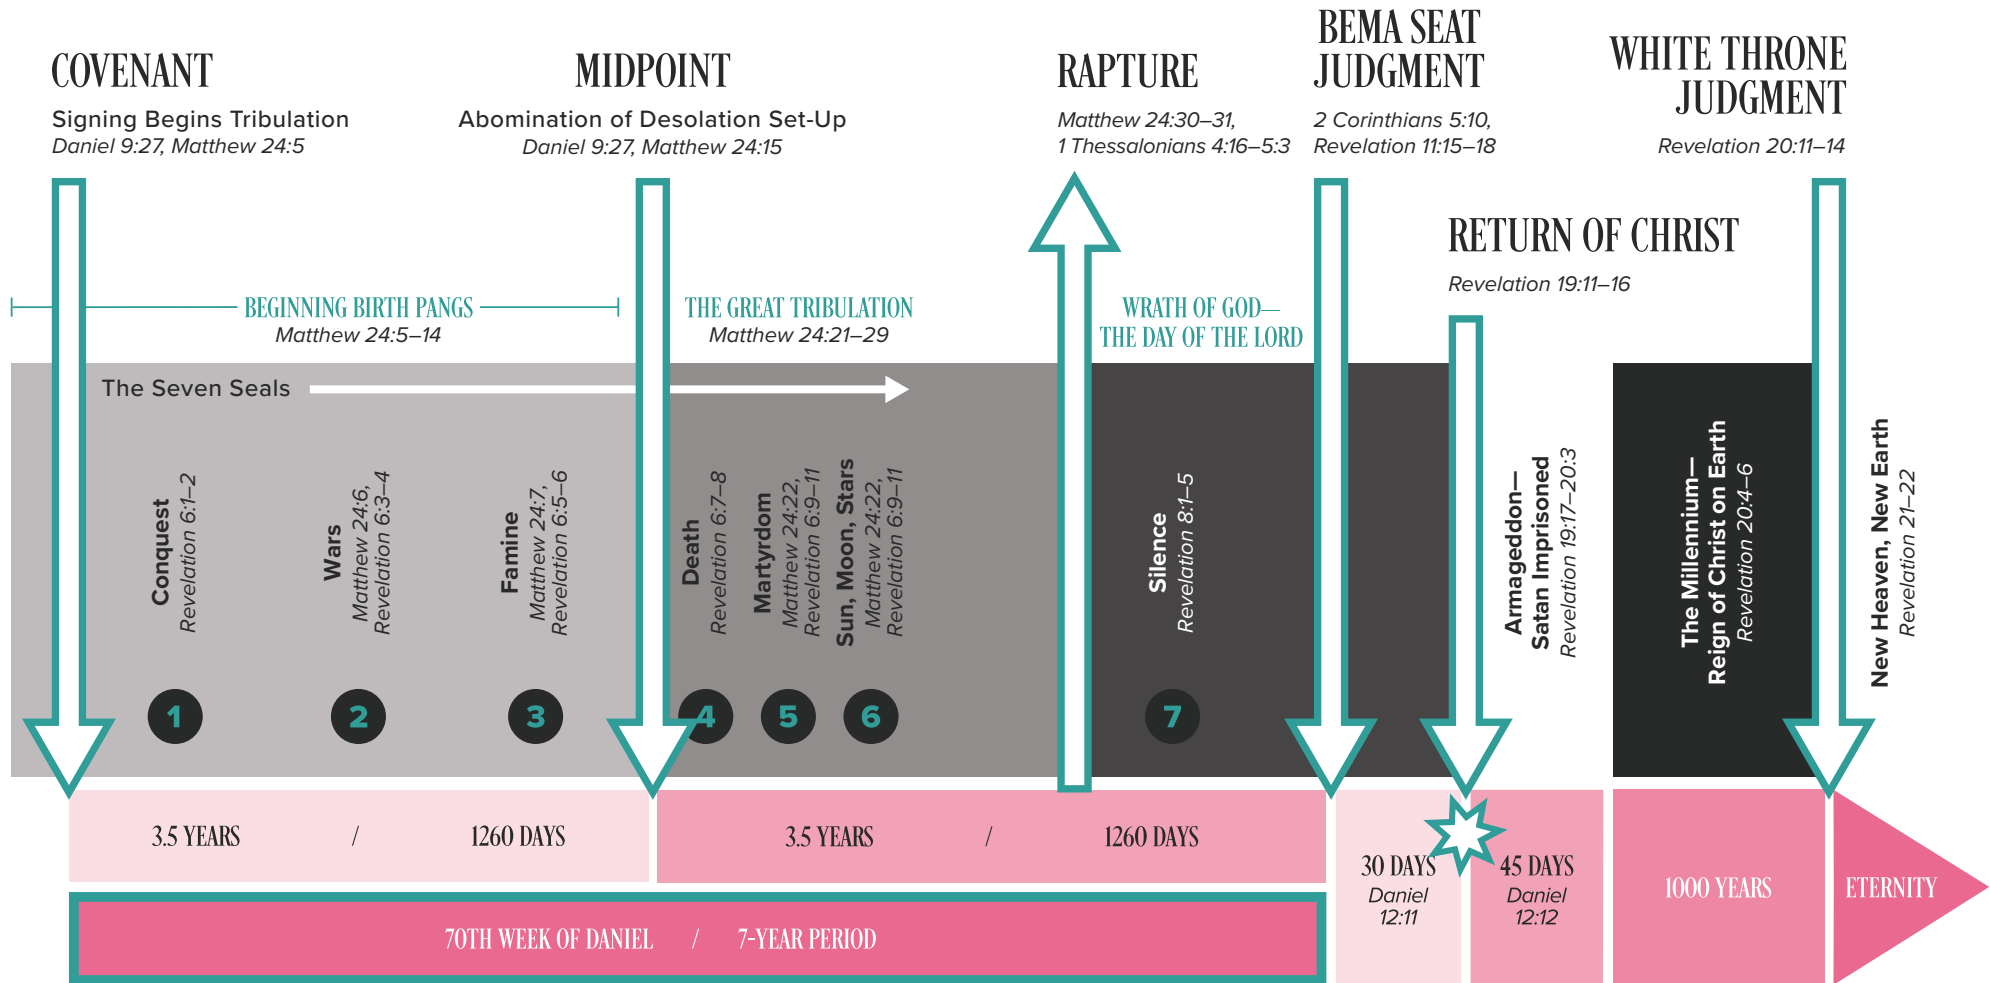 COVENANT
Signing Begins Tribulation
Daniel 9:27, Matthew 24:5
MIDPOINT
Abomination of Desolation Set-Up
Daniel 9:27, Matthew 24:15
RAPTURE
Matthew 24:30–31,
1 Thessalonians 4:16–5:3
BEMA SEAT
JUDGMENT
2 Corinthians 5:10,
Revelation 11:15–18
WHITE THRONE
JUDGMENT
Revelation 20:11–14
RETURN OF CHRIST
Revelation 19:11–16
BEGINNING BIRTH PANGS
Matthew 24:5–14
THE GREAT TRIBULATION
Matthew 24:21–29
WRATH OF GOD—
THE DAY OF THE LORD
The Seven Seals
Conquest
Revelation 6:1–2
1
Wars
Matthew 24:6,
Revelation 6:3–4
2
Famine
Matthew 24:7,
Revelation 6:5–6
3
Death
Revelation 6:7–8
4
Martyrdom
Matthew 24:22,
Revelation 6:9–11
5
Sun, Moon, Stars
Matthew 24:22,
Revelation 6:9–11
6
Silence
Revelation 8:1–5
7
Armageddon—
Satan Imprisoned
Revelation 19:17–20:3
The Millennium—
Reign of Christ on Earth
Revelation 20:4–6
New Heaven, New Earth
Revelation 21–22
3.5 YEARS / 1260 DAYS
3.5 YEARS / 1260 DAYS
30 DAYS
Daniel
12:11
45 DAYS
Daniel
12:12
1000 YEARS
ETERNITY
70TH WEEK OF DANIEL / 7-YEAR PERIOD